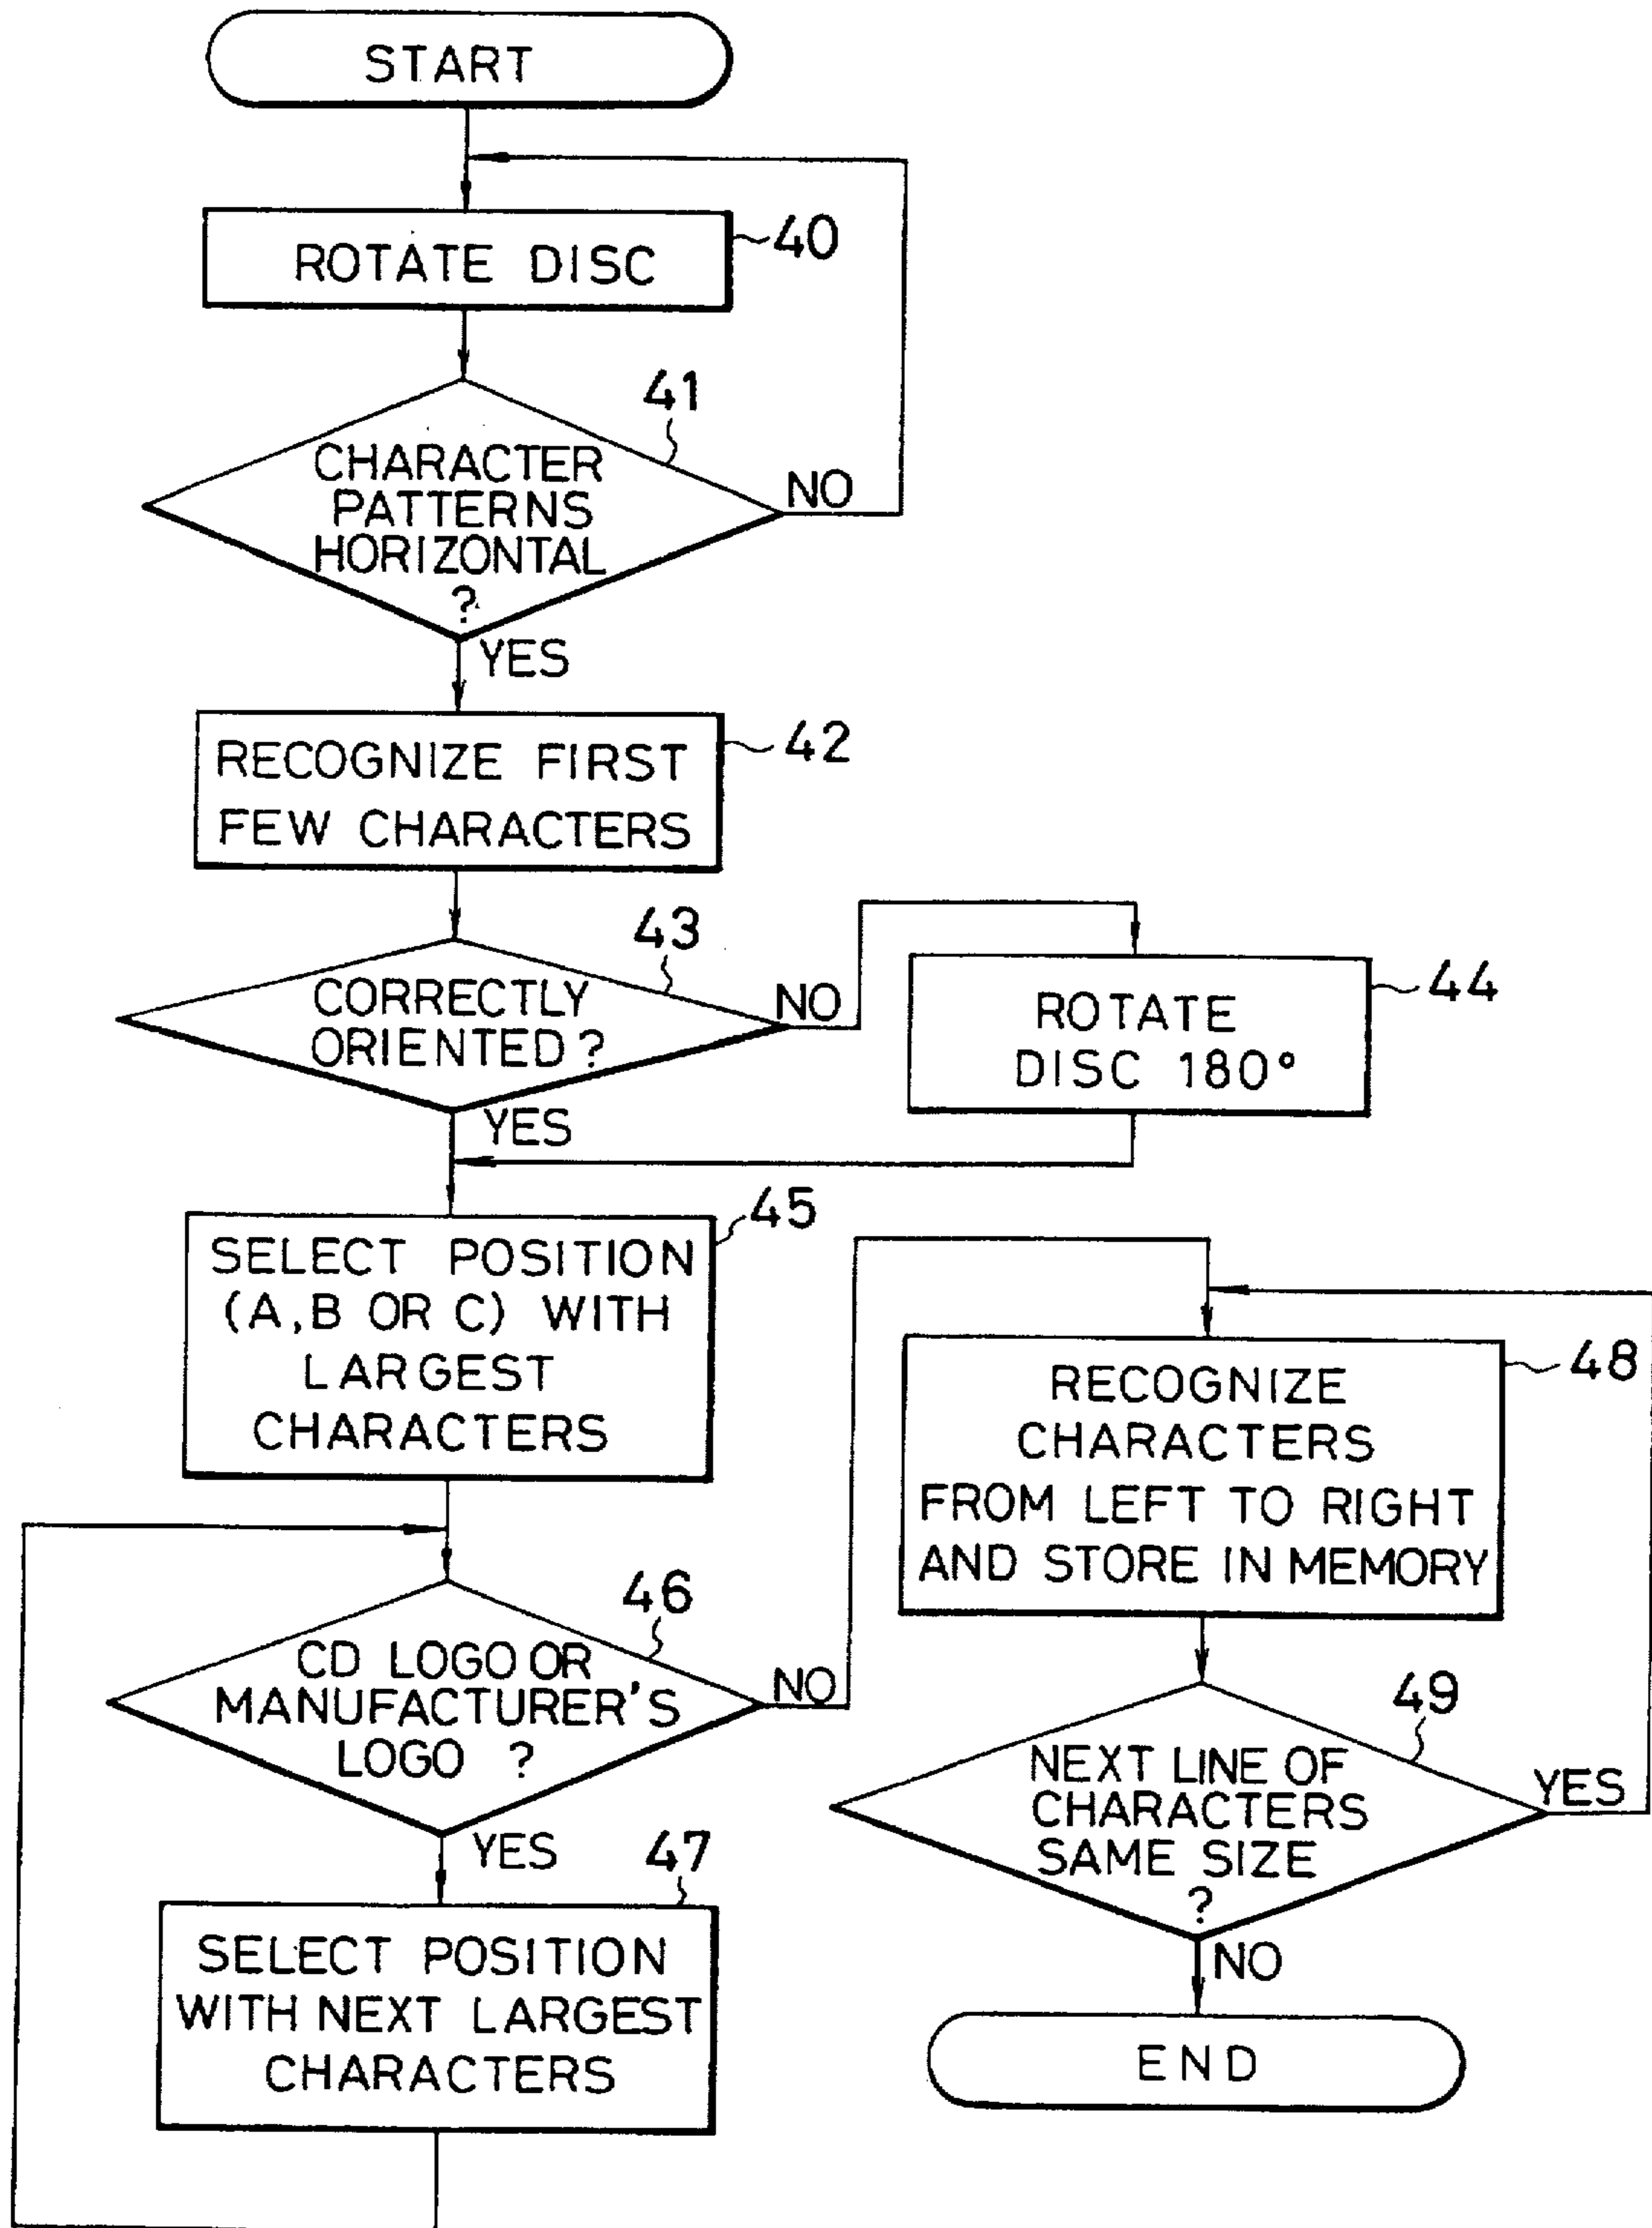 START
ROTATE DISC
40
41
CHARACTER
PATTERNS
HORIZONTAL
?
NO
YES
42
RECOGNIZE FIRST
FEW CHARACTERS
43
CORRECTLY
ORIENTED ?
NO
44
ROTATE
DISC 180°
YES
45
SELECT POSITION
(A, B OR C) WITH
LARGEST
CHARACTERS
46
CD LOGO OR
MANUFACTURER'S
LOGO ?
NO
YES
47
SELECT POSITION
WITH NEXT LARGEST
CHARACTERS
48
RECOGNIZE
CHARACTERS
FROM LEFT TO RIGHT
AND STORE IN MEMORY
49
NEXT LINE OF
CHARACTERS
SAME SIZE
?
YES
NO
END